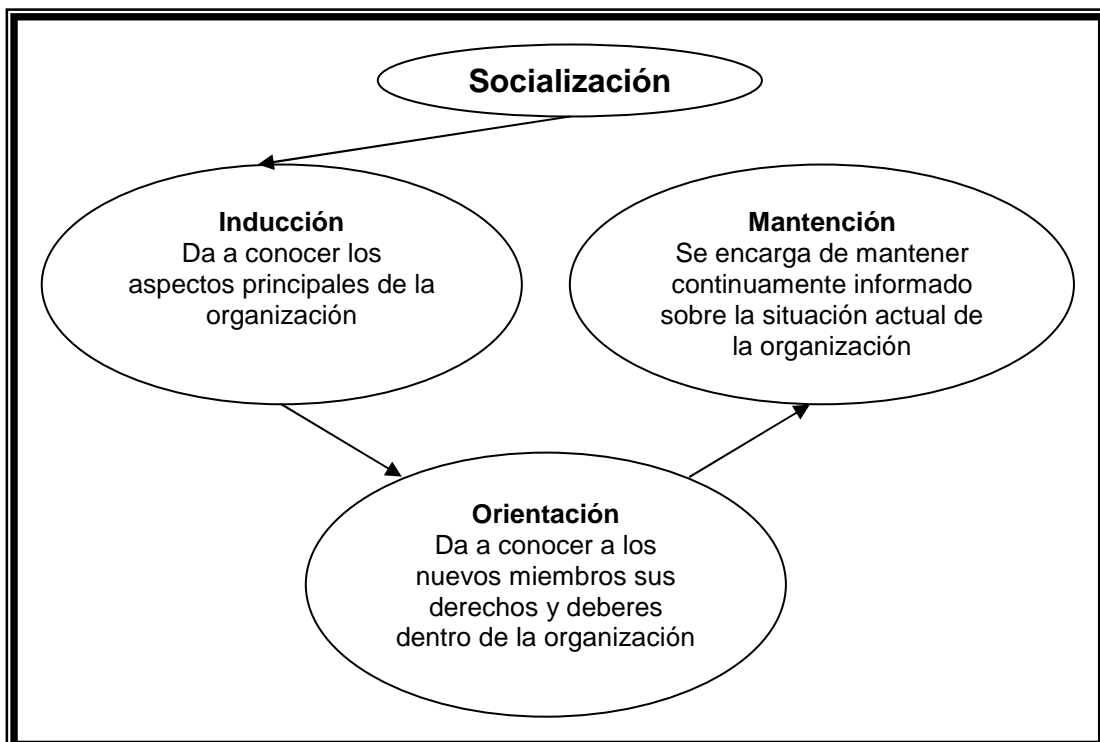 Socialización
Inducción
Da a conocer los
aspectos principales de la
organización
Mantención
Se encarga de mantener
continuamente informado
sobre la situación actual de
la organización
Orientación
Da a conocer a los
nuevos miembros sus
derechos y deberes
dentro de la organización